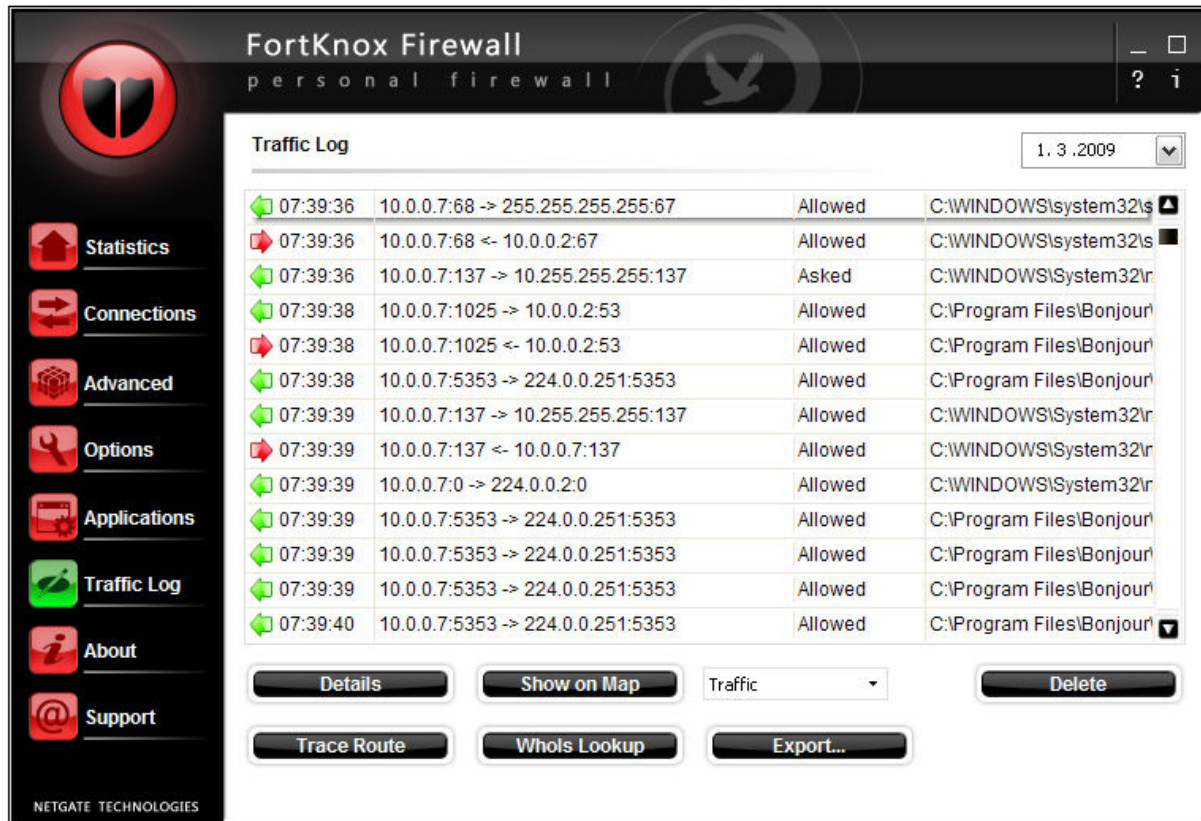 FortKnox Firewall
personal firewall
? i
Traffic Log
1. 3 .2009
07:39:36 10.0.0.7:68 -> 255.255.255.255:67 Allowed C:\WINDOWS\system32\s
07:39:36 10.0.0.7:68 <- 10.0.0.2:67 Allowed C:\WINDOWS\system32\s
07:39:36 10.0.0.7:137 -> 10.255.255.255:137 Asked C:\WINDOWS\System32\n
07:39:38 10.0.0.7:1025 -> 10.0.0.2:53 Allowed C:\Program Files\Bonjour\
07:39:38 10.0.0.7:1025 <- 10.0.0.2:53 Allowed C:\Program Files\Bonjour\
07:39:38 10.0.0.7:5353 -> 224.0.0.251:5353 Allowed C:\Program Files\Bonjour\
07:39:39 10.0.0.7:137 -> 10.255.255.255:137 Allowed C:\WINDOWS\System32\n
07:39:39 10.0.0.7:137 <- 10.0.0.7:137 Allowed C:\WINDOWS\System32\n
07:39:39 10.0.0.7:0 -> 224.0.0.2:0 Allowed C:\WINDOWS\System32\n
07:39:39 10.0.0.7:5353 -> 224.0.0.251:5353 Allowed C:\Program Files\Bonjour\
07:39:39 10.0.0.7:5353 -> 224.0.0.251:5353 Allowed C:\Program Files\Bonjour\
07:39:39 10.0.0.7:5353 -> 224.0.0.251:5353 Allowed C:\Program Files\Bonjour\
07:39:40 10.0.0.7:5353 -> 224.0.0.251:5353 Allowed C:\Program Files\Bonjour\
Details Show on Map Traffic Delete
Trace Route WhoIs Lookup Export...
Statistics
Connections
Advanced
Options
Applications
Traffic Log
About
Support
NETGATE TECHNOLOGIES